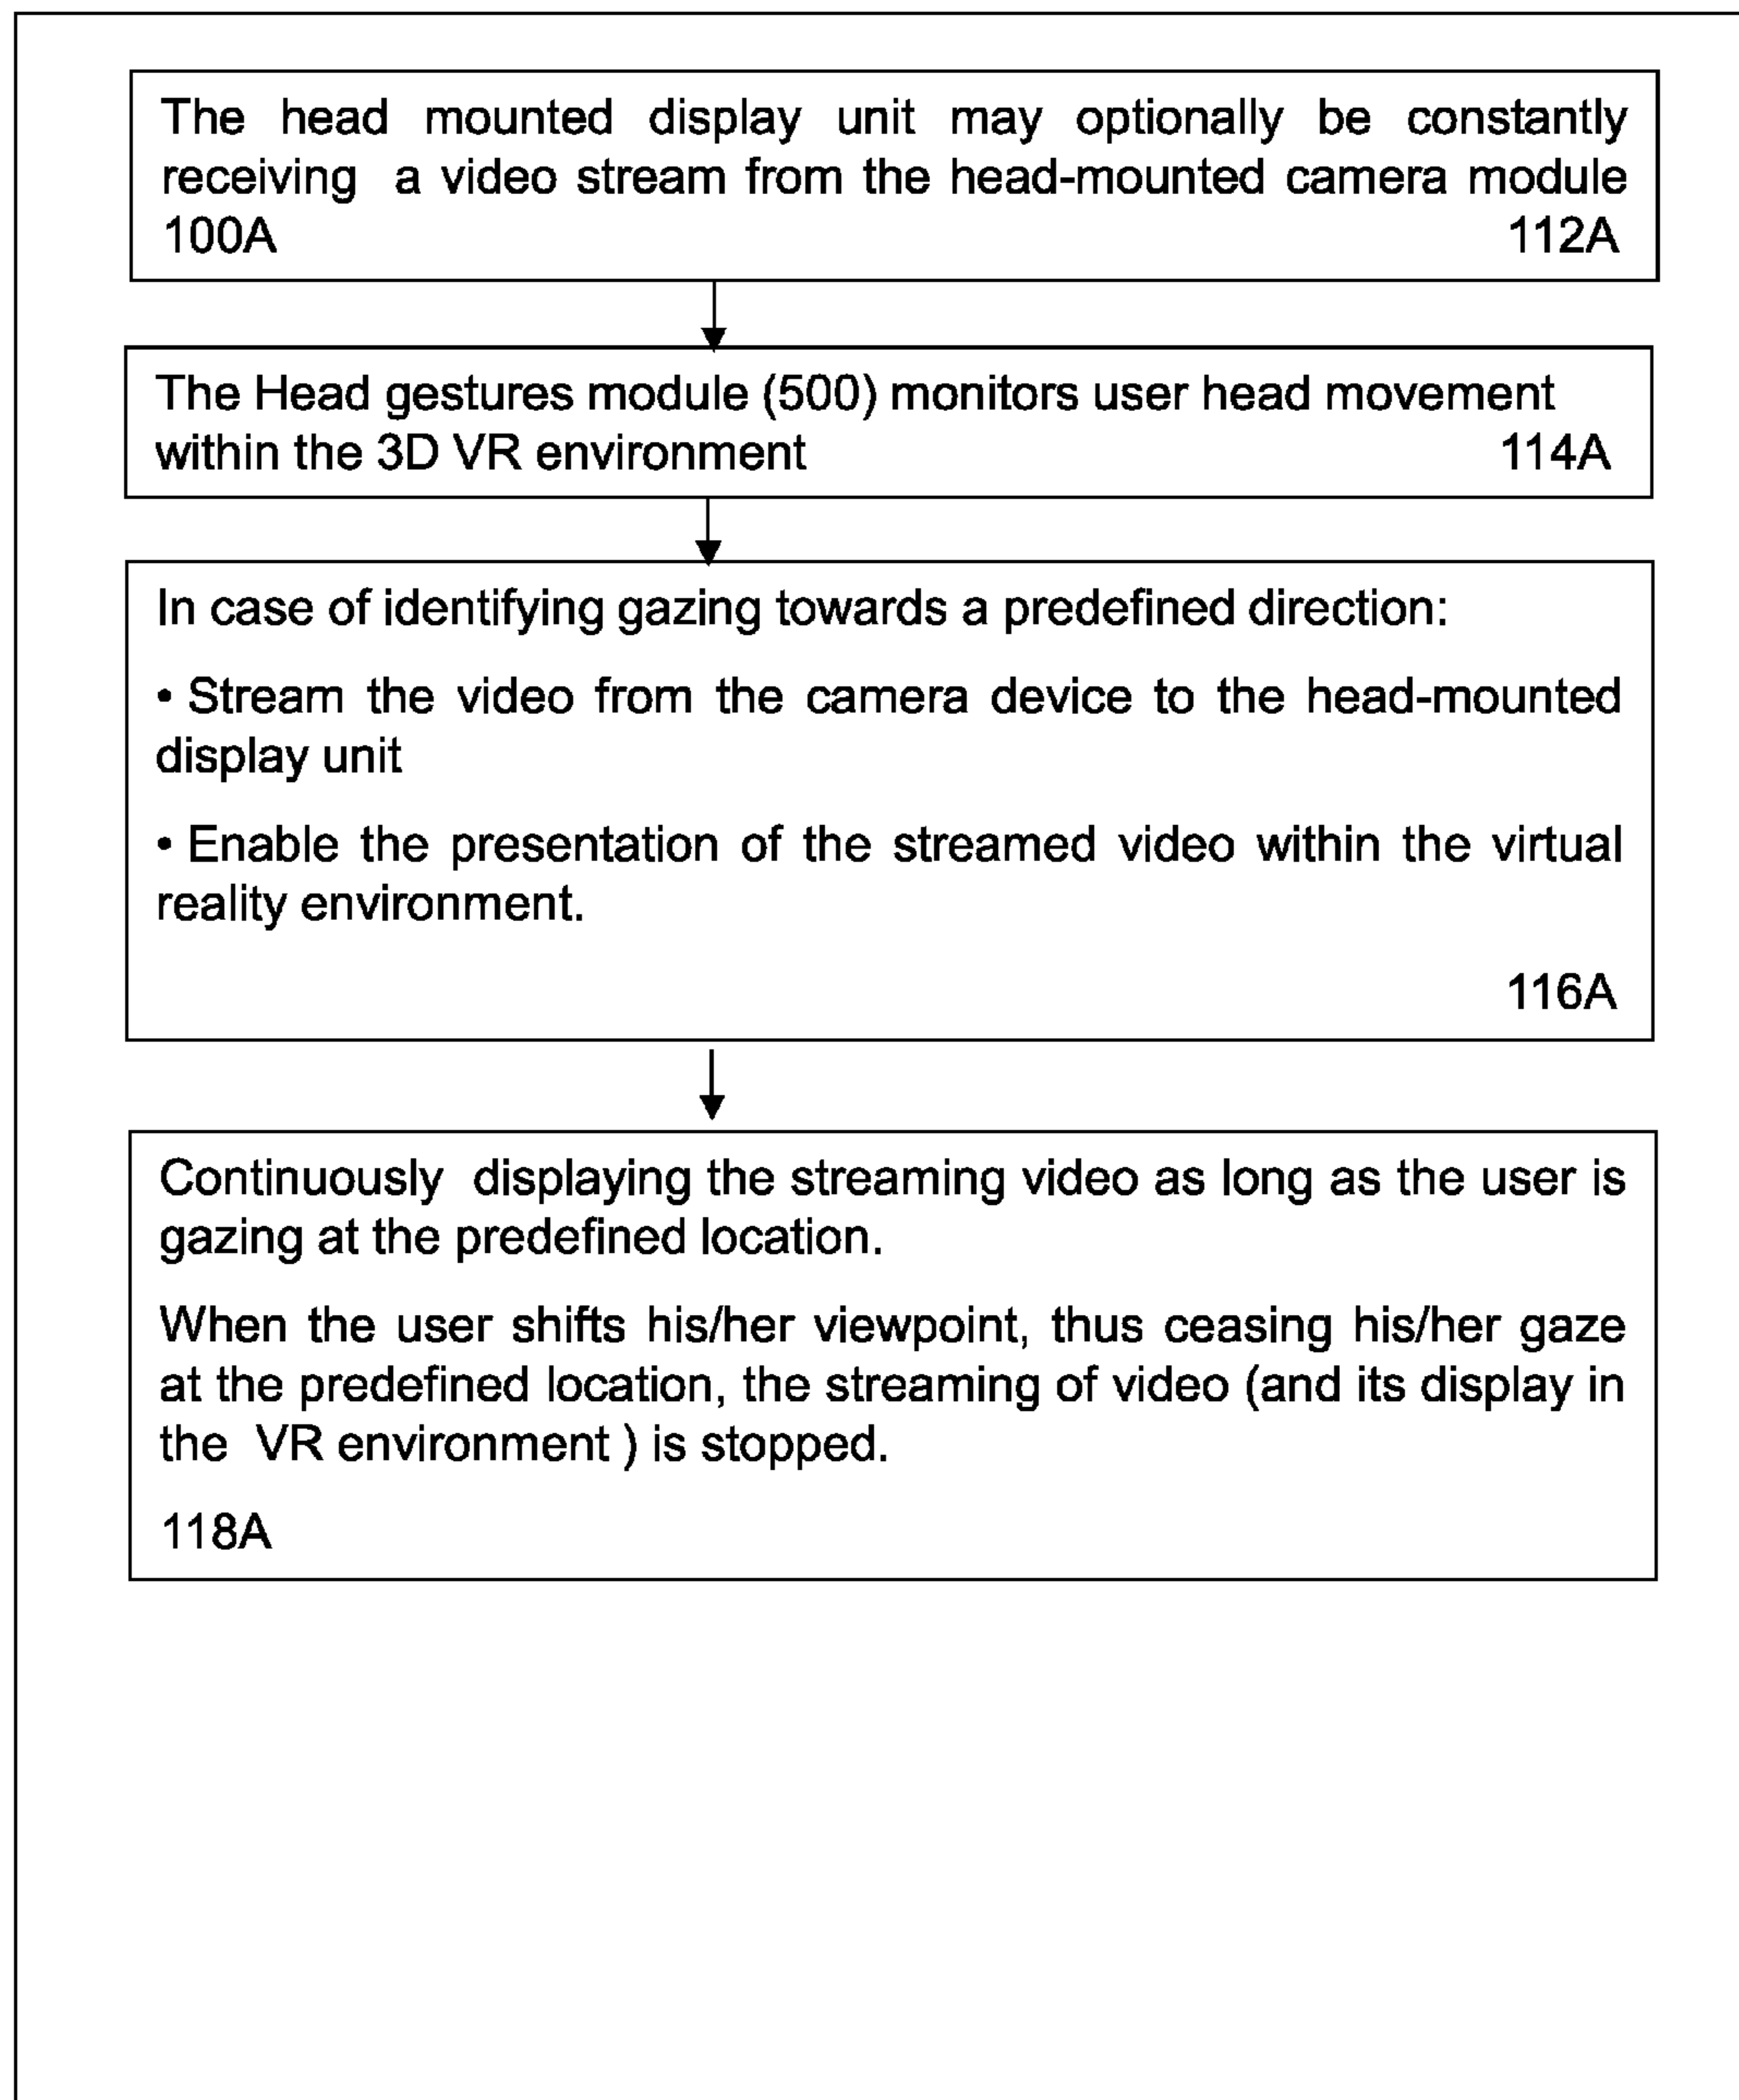 The head mounted display unit may optionally be constantly
receiving a video stream from the head-mounted camera module
100A 112A
The Head gestures module (500) monitors user head movement
within the 3D VR environment 114A
In case of identifying gazing towards a predefined direction:
• Stream the video from the camera device to the head-mounted
display unit
• Enable the presentation of the streamed video within the virtual
reality environment.
116A
Continuously displaying the streaming video as long as the user is
gazing at the predefined location.
When the user shifts his/her viewpoint, thus ceasing his/her gaze
at the predefined location, the streaming of video (and its display in
the VR environment ) is stopped.
118A